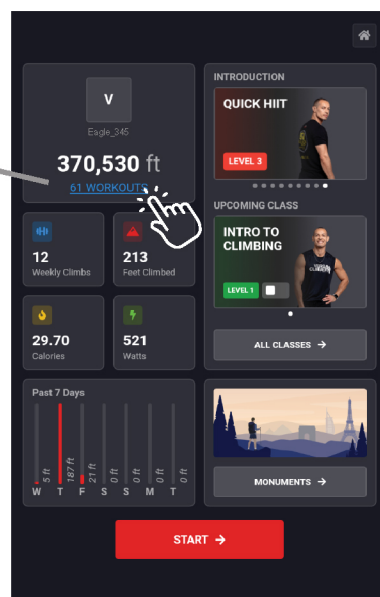 V
Eagle_345
370,530 ft
61 WORKOUTS
12
Weekly Climbs
213
Feet Climbed
29.70
Calories
521
Watts
Past 7 Days
5 ft
187 ft
21 ft
0 ft
0 ft
0 ft
0 ft
W T F S S M T
INTRODUCTION
QUICK HIIT
LEVEL 3
UPCOMING CLASS
INTRO TO
CLIMBING
LEVEL 1
ALL CLASSES →
MONUMENTS →
START →